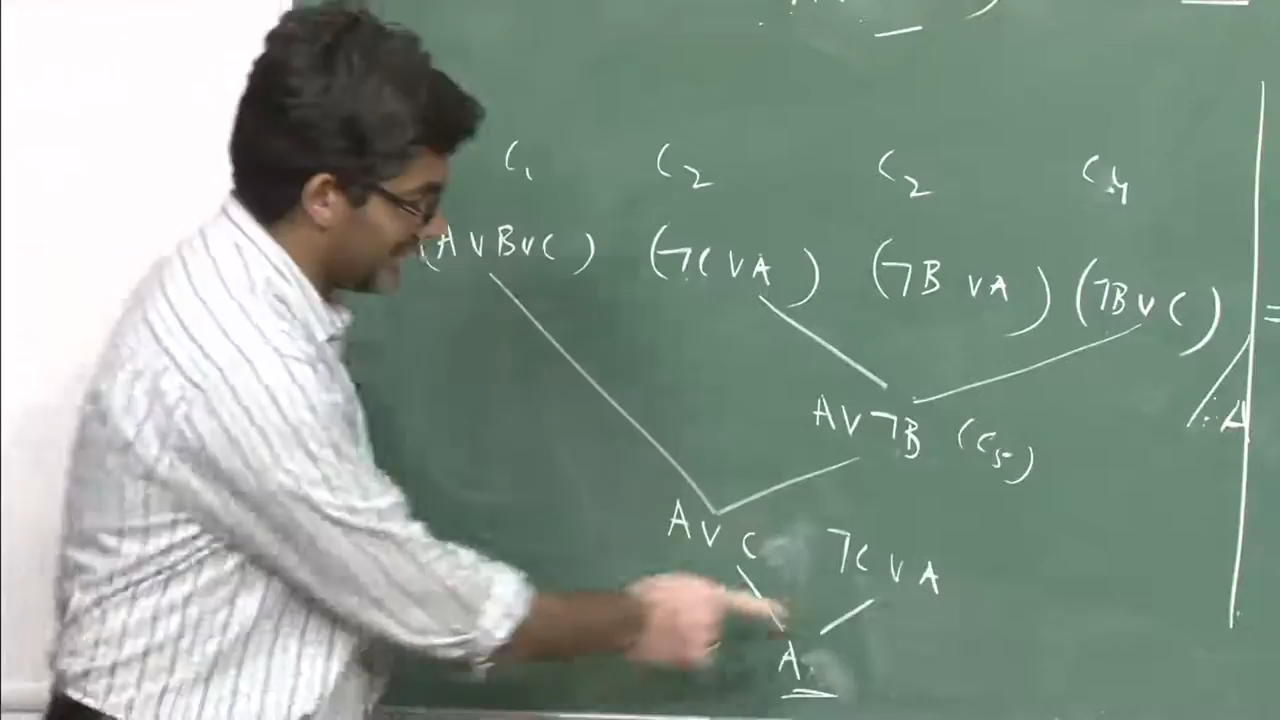 C₁ C₂ C₂ C₄
(A ∨ B ∨ C) (¬C ∨ A) (¬B ∨ A) (¬B ∨ C)
A ∨ ¬B (C₅)
A ∨ C ¬C ∨ A
A